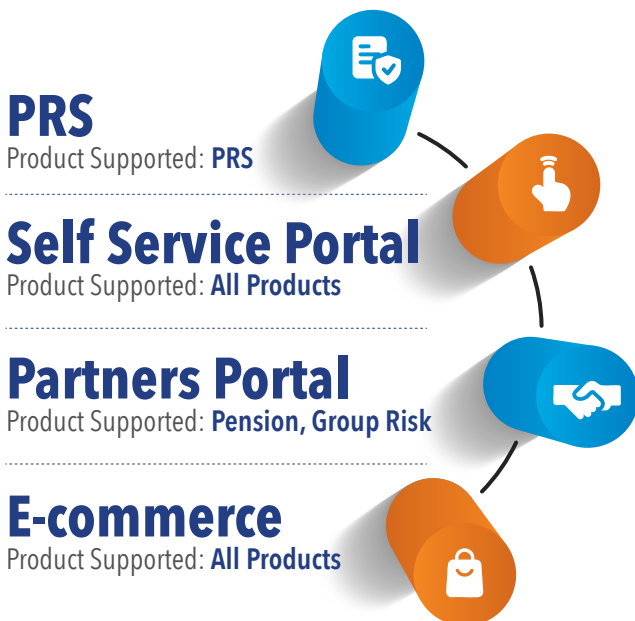 PRS
Product Supported: PRS
Self Service Portal
Product Supported: All Products
Partners Portal
Product Supported: Pension, Group Risk
E-commerce
Product Supported: All Products